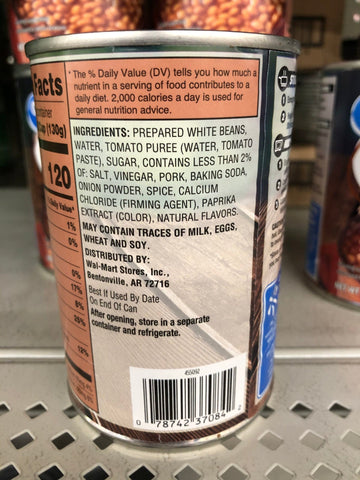 Facts
ontainer
(130g)
120
% Daily Value*
1%
0%
0%
17%
8%
25%
12%
*The % Daily Value (DV) tells you how much a
nutrient in a serving of food contributes to a
daily diet. 2,000 calories a day is used for
general nutrition advice.
INGREDIENTS: PREPARED WHITE BEANS,
WATER, TOMATO PUREE (WATER, TOMATO
PASTE), SUGAR, CONTAINS LESS THAN 2%
OF: SALT, VINEGAR, PORK, BAKING SODA,
ONION POWDER, SPICE, CALCIUM
CHLORIDE (FIRMING AGENT), PAPRIKA
EXTRACT (COLOR), NATURAL FLAVORS.
MAY CONTAIN TRACES OF MILK, EGGS,
WHEAT AND SOY.
DISTRIBUTED BY:
Wal-Mart Stores, Inc.,
Bentonville, AR 72716
Best If Used By Date
On End Of Can
After opening, store in a separate
container and refrigerate.
455092
0 78742 37084 2